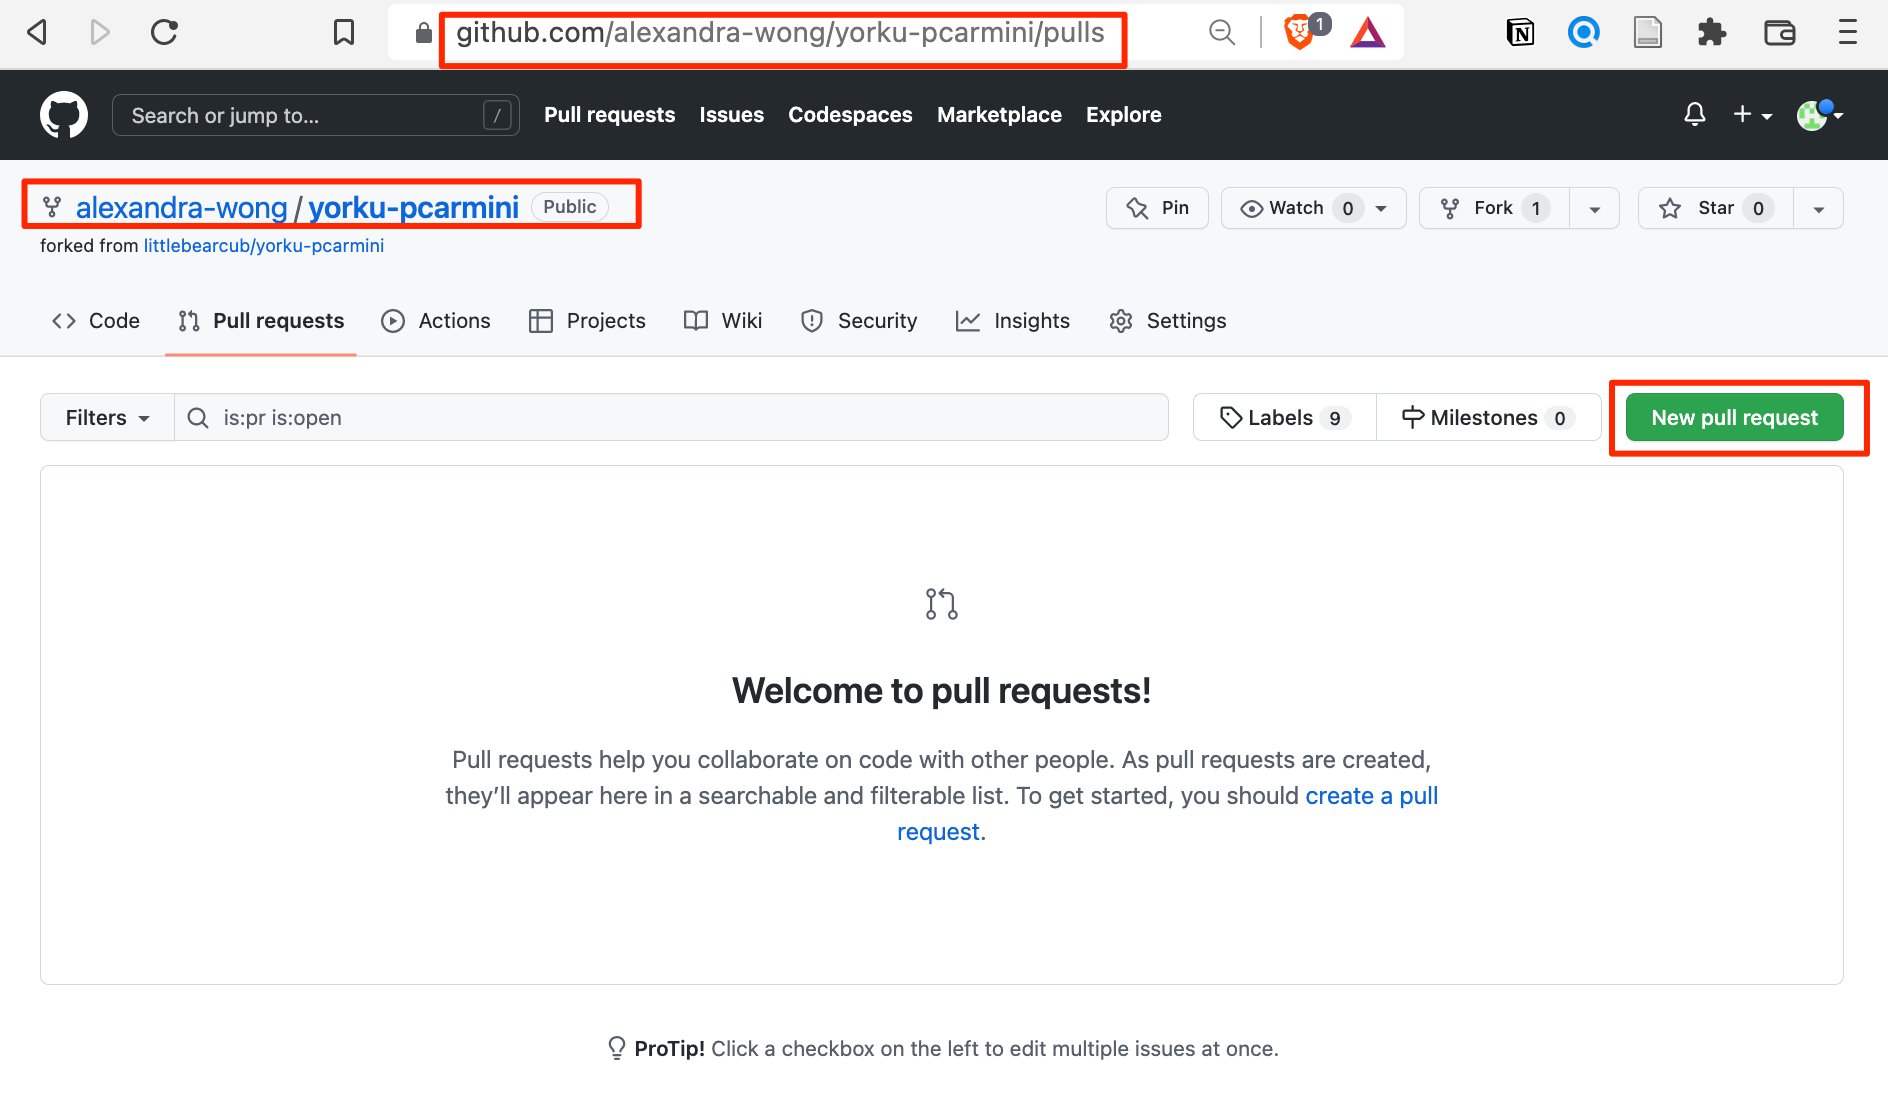 github.com/alexandra-wong/yorku-pcarmini/pulls
1
N
Search or jump to...
/
Pull requests Issues Codespaces Marketplace Explore
alexandra-wong / yorku-pcarmini Public
Pin Watch 0 Fork 1 Star 0
forked from littlebearcub/yorku-pcarmini
Code Pull requests Actions Projects Wiki Security Insights Settings
Filters is:pr is:open Labels 9 Milestones 0 New pull request
Welcome to pull requests!
Pull requests help you collaborate on code with other people. As pull requests are created,
they’ll appear here in a searchable and filterable list. To get started, you should create a pull
request.
ProTip! Click a checkbox on the left to edit multiple issues at once.